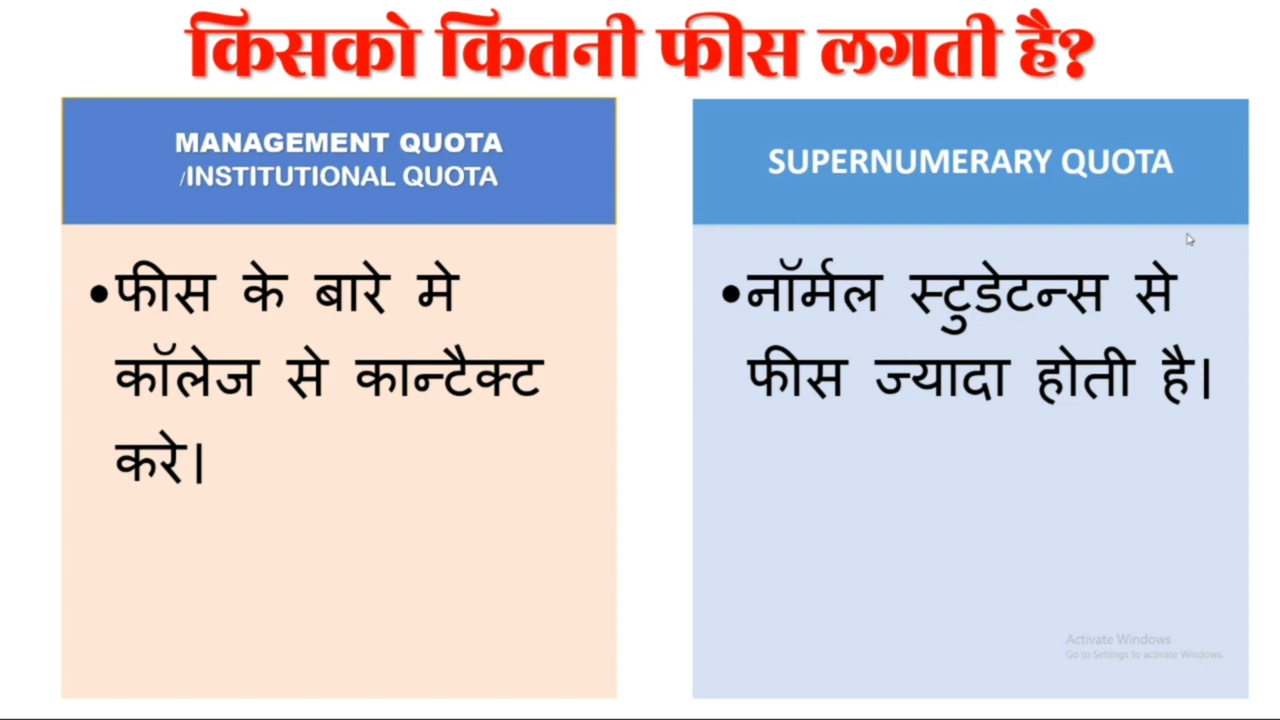 किसको कितनी फीस लगती है?
MANAGEMENT QUOTA
/INSTITUTIONAL QUOTA
•फीस के बारे मे
कॉलेज से कान्टैक्ट
करे।
SUPERNUMERARY QUOTA
•नॉर्मल स्टुडेटन्स से
फीस ज्यादा होती है।
Activate Windows
Go to Settings to activate Windows.